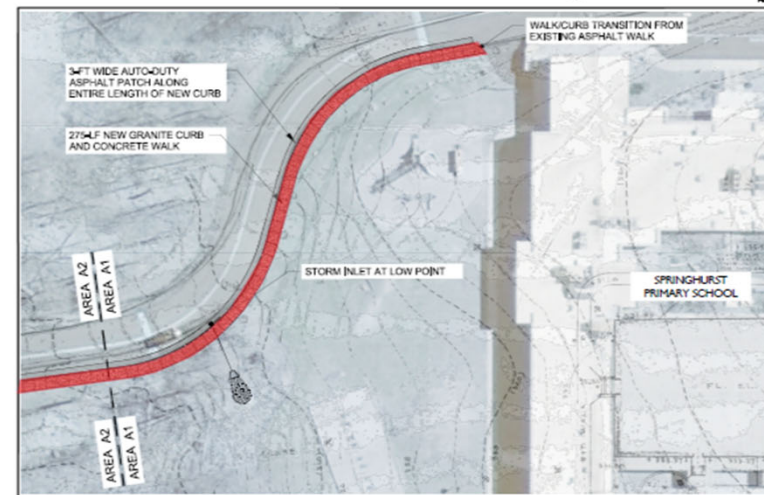 WALK/CURB TRANSITION FROM
EXISTING ASPHALT WALK
3-FT WIDE AUTO-DUTY
ASPHALT PATCH ALONG
ENTIRE LENGTH OF NEW CURB
275-LF NEW GRANITE CURB
AND CONCRETE WALK
STORM INLET AT LOW POINT
SPRINGHURST
PRIMARY SCHOOL
AREA A2
AREA A1
AREA A2
AREA A1